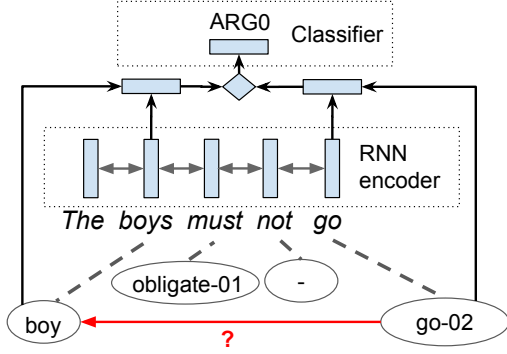 ARG0
Classifier
RNN
encoder
The boys must not go
obligate-01
-
boy
go-02
?